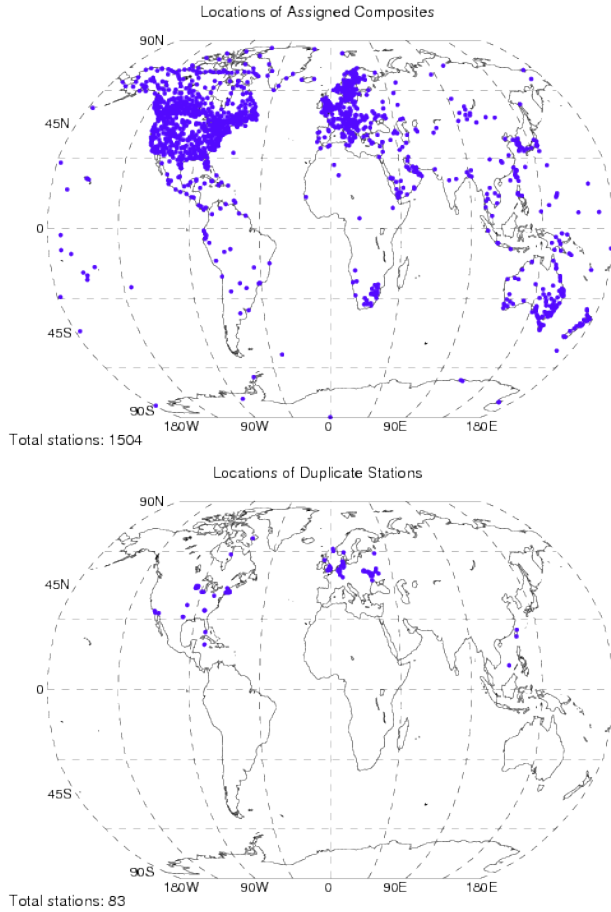 Locations of Assigned Composites
90N
45N
0
45S
90S
180W 90W 0 90E 180E
Total stations: 1504
Locations of Duplicate Stations
90N
45N
0
45S
90S
180W 90W 0 90E 180E
Total stations: 83